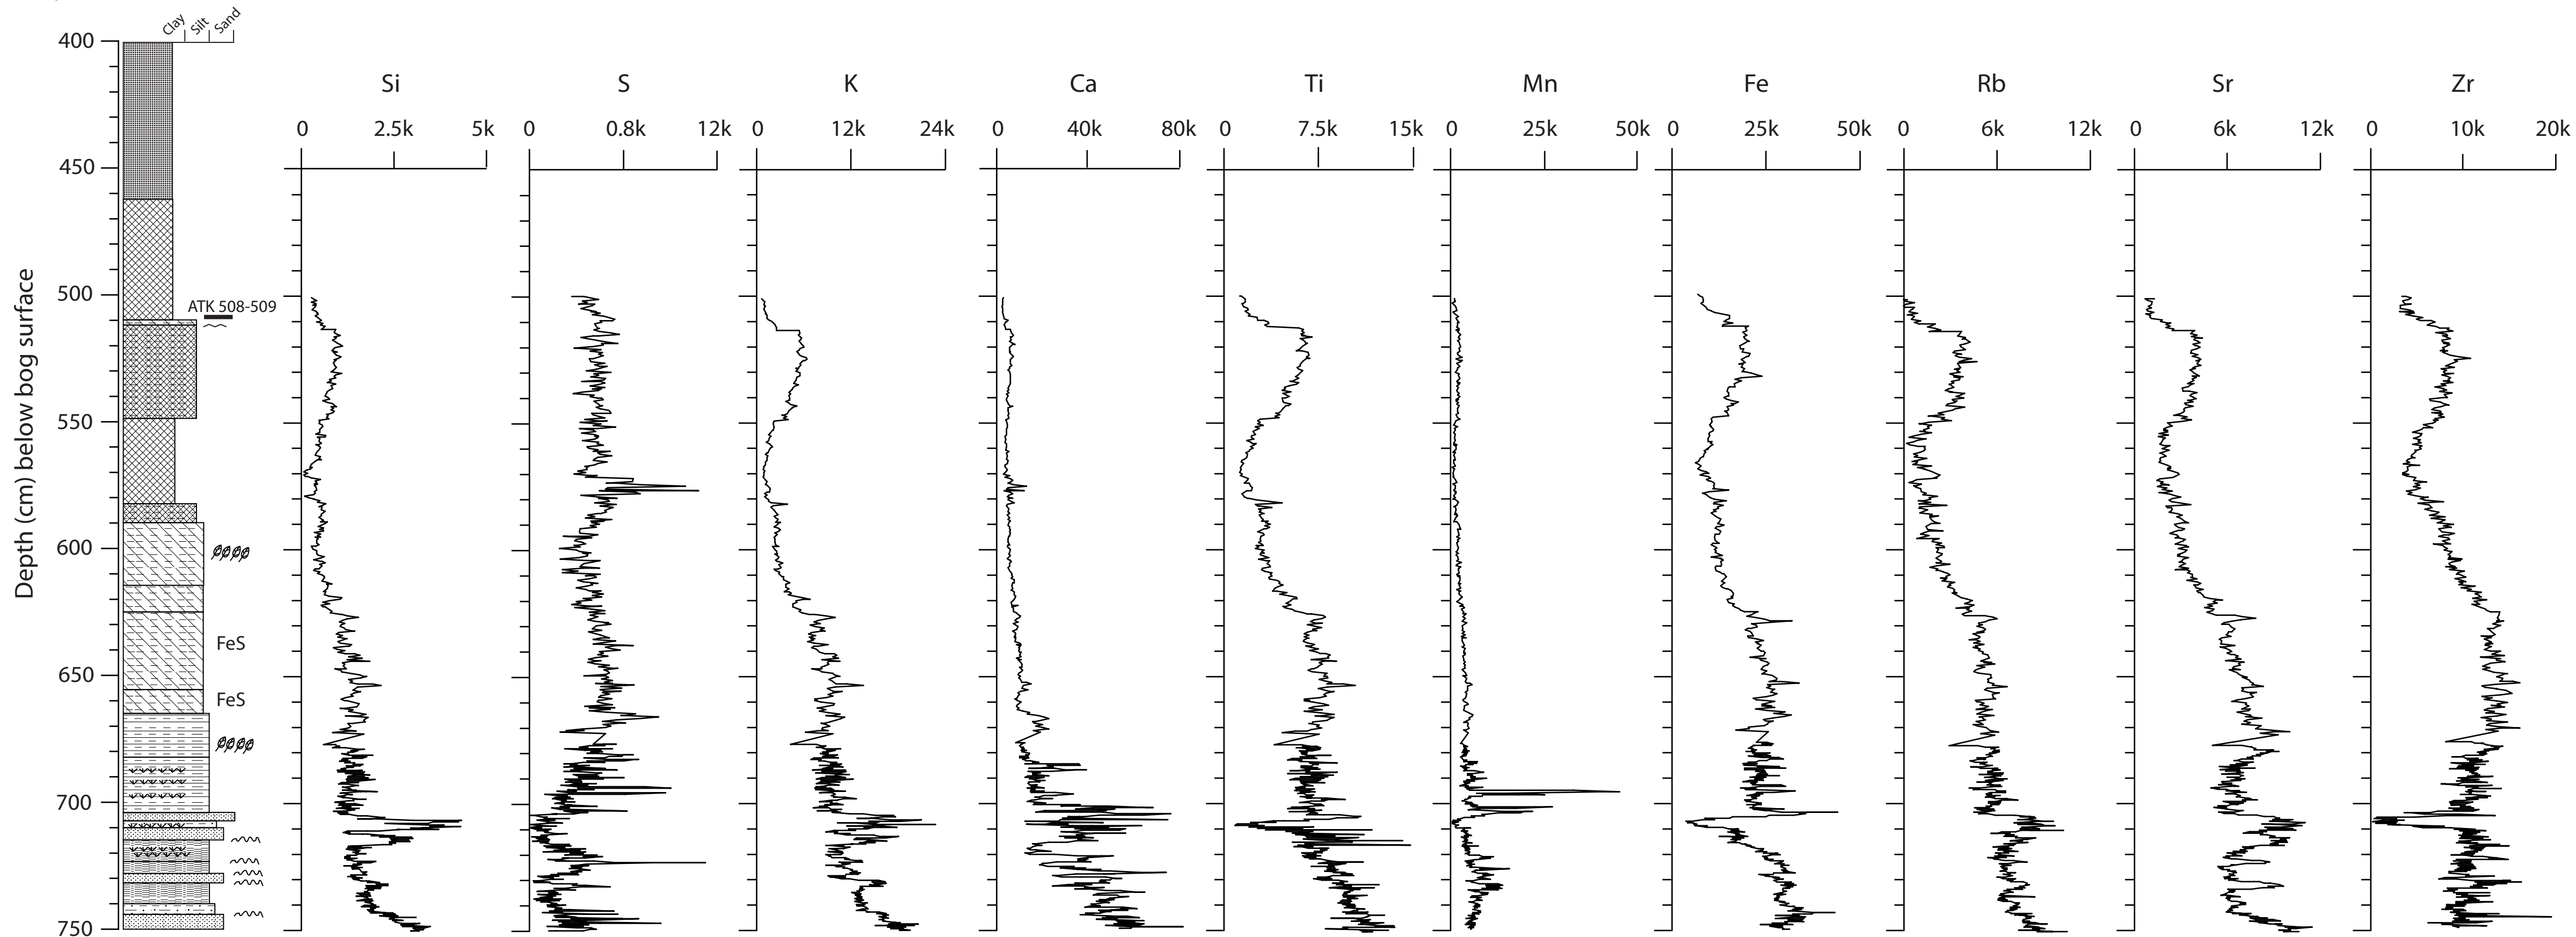 Clay Silt Sand
400
Si S K Ca Ti Mn Fe Rb Sr Zr
0 2.5k 5k 0 0.8k 12k 0 12k 24k 0 40k 80k 0 7.5k 15k 0 25k 50k 0 25k 50k 0 6k 12k 0 6k 12k 0 10k 20k
450
500
ATK 508-509
550
600
FeS
650
FeS
700
750
Depth (cm) below bog surface